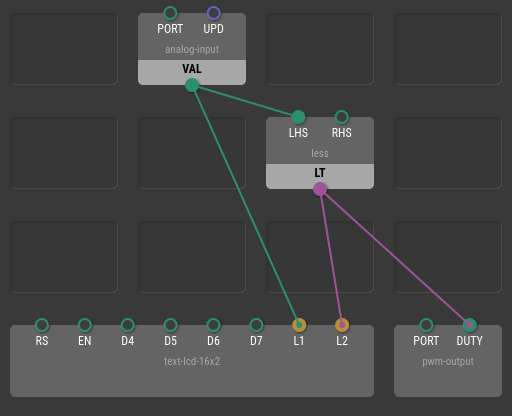 PORT UPD
analog-input
VAL
LHS RHS
less
LT
RS EN D4 D5 D6 D7 L1 L2
text-lcd-16x2
PORT DUTY
pwm-output